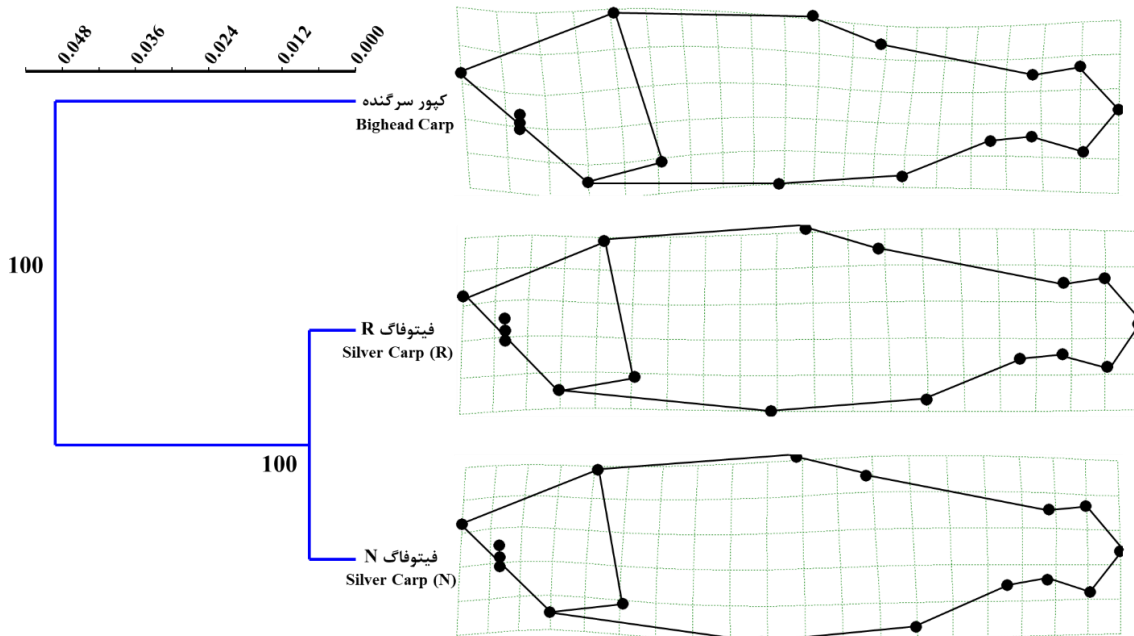 0.048 0.036 0.024 0.012 0.000
کپور سرگنده
Bighead Carp
100
فیتوفاگ R
Silver Carp (R)
100
فیتوفاگ N
Silver Carp (N)